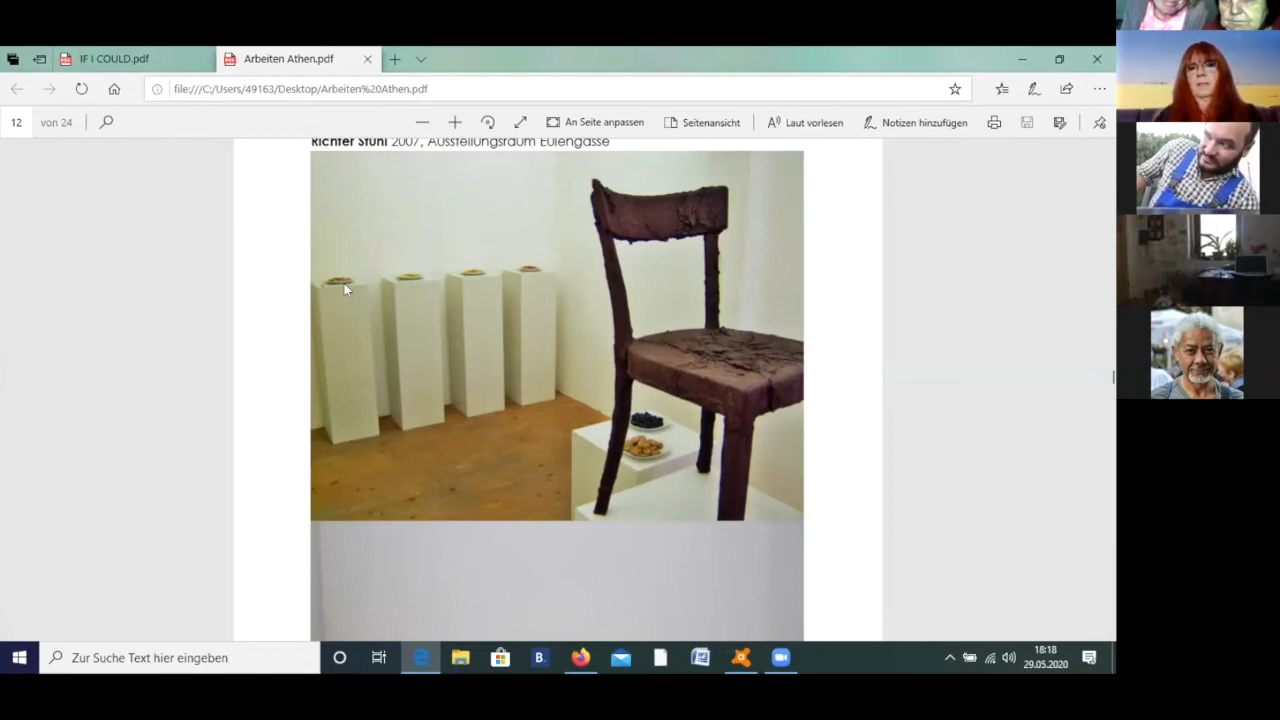 IF I COULD.pdf
Arbeiten Athen.pdf
file:///C:/Users/49163/Desktop/Arbeiten%20Athen.pdf
12 von 24
An Seite anpassen
Seitenansicht
Laut vorlesen
Notizen hinzufügen
Richter Stuhl 2007, Ausstellungsraum Eulengasse
Zur Suche Text hier eingeben
B.
18:18
29.05.2020